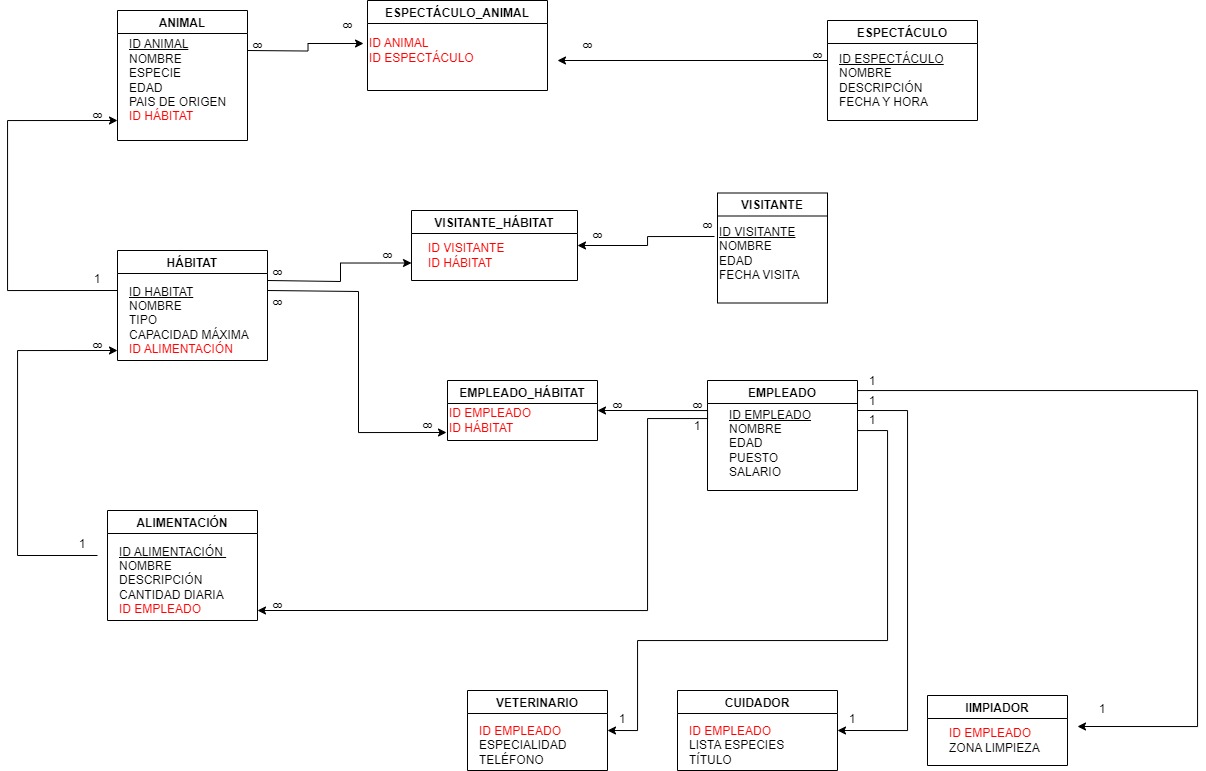 ANIMAL
ID ANIMAL
NOMBRE
ESPECIE
EDAD
PAIS DE ORIGEN
ID HÁBITAT
∞
∞
∞
ESPECTÁCULO_ANIMAL
ID ANIMAL
ID ESPECTÁCULO
∞
∞
ESPECTÁCULO
ID ESPECTÁCULO
NOMBRE
DESCRIPCIÓN
FECHA Y HORA
VISITANTE_HÁBITAT
ID VISITANTE
ID HÁBITAT
∞
∞
VISITANTE
ID VISITANTE
NOMBRE
EDAD
FECHA VISITA
1
HÁBITAT
ID HABITAT
NOMBRE
TIPO
CAPACIDAD MÁXIMA
ID ALIMENTACIÓN
∞
∞
∞
∞
EMPLEADO_HÁBITAT
ID EMPLEADO
ID HÁBITAT
∞
∞
∞
1
EMPLEADO
ID EMPLEADO
NOMBRE
EDAD
PUESTO
SALARIO
1
1
1
1
ALIMENTACIÓN
ID ALIMENTACIÓN
NOMBRE
DESCRIPCIÓN
CANTIDAD DIARIA
ID EMPLEADO
∞
VETERINARIO
ID EMPLEADO
ESPECIALIDAD
TELÉFONO
1
CUIDADOR
ID EMPLEADO
LISTA ESPECIES
TÍTULO
1
IIMPIADOR
ID EMPLEADO
ZONA LIMPIEZA
1